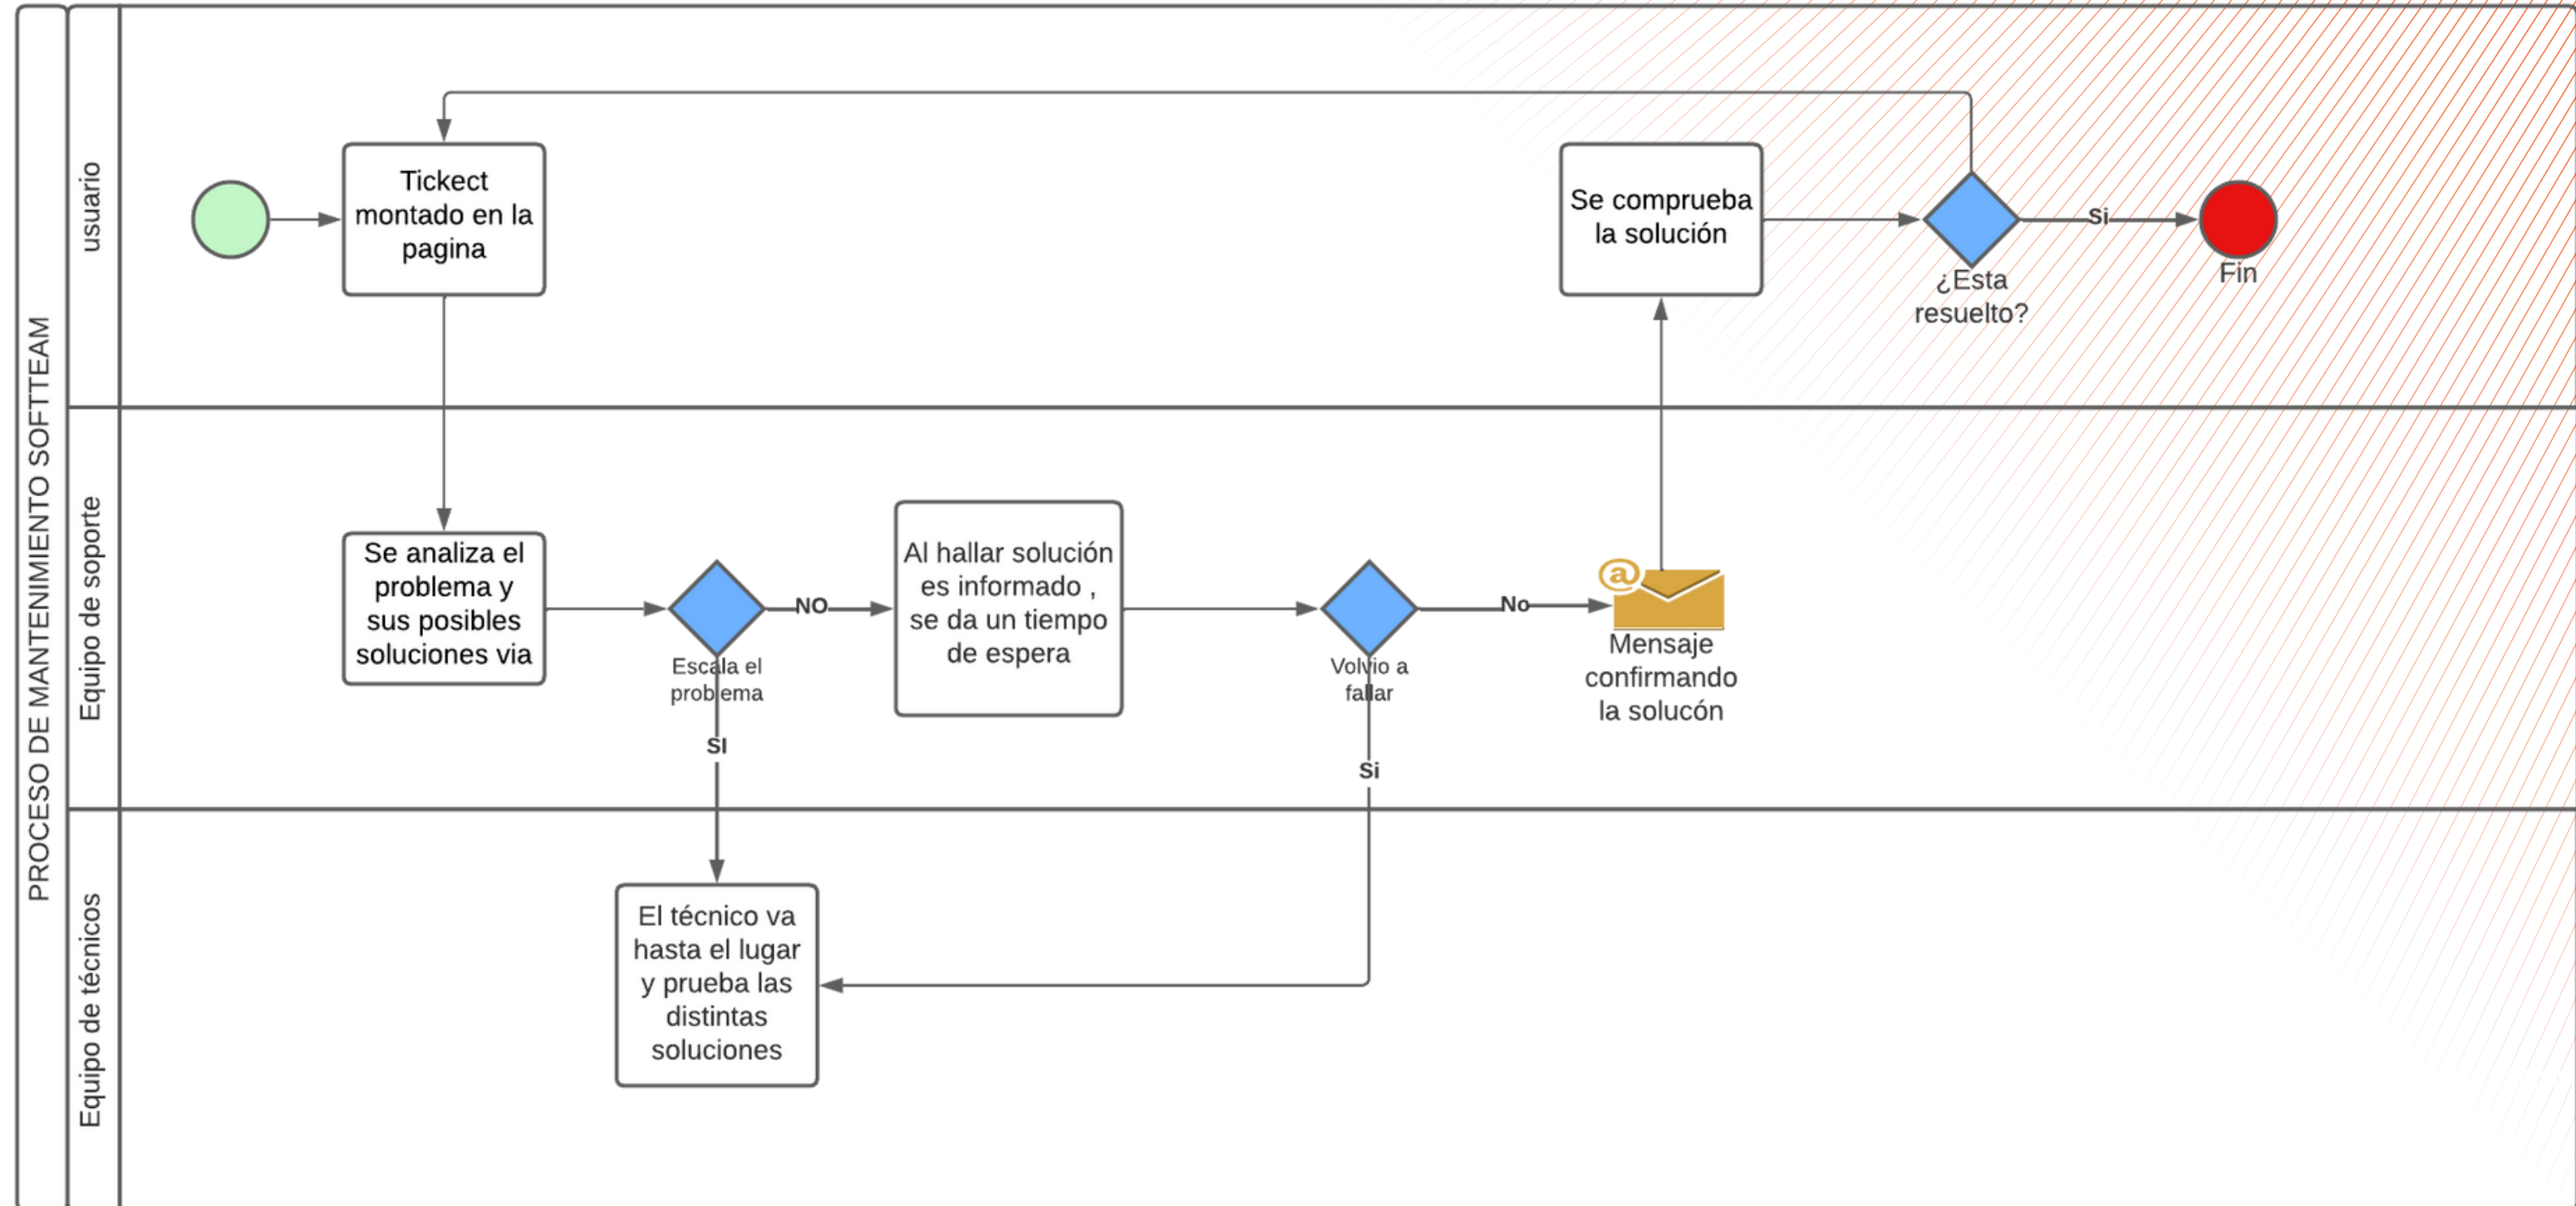 PROCESO DE MANTENIMIENTO SOFTTEAM
usuario
Tickect
montado en la
pagina
Se comprueba
la solución
¿Esta
resuelto?
Si
Fin
Equipo de soporte
Se analiza el
problema y
sus posibles
soluciones via
Escala el
problema
NO
SI
Al hallar solución
es informado ,
se da un tiempo
de espera
Volvio a
fallar
No
Si
@
Mensaje
confirmando
la solucón
Equipo de técnicos
El técnico va
hasta el lugar
y prueba las
distintas
soluciones